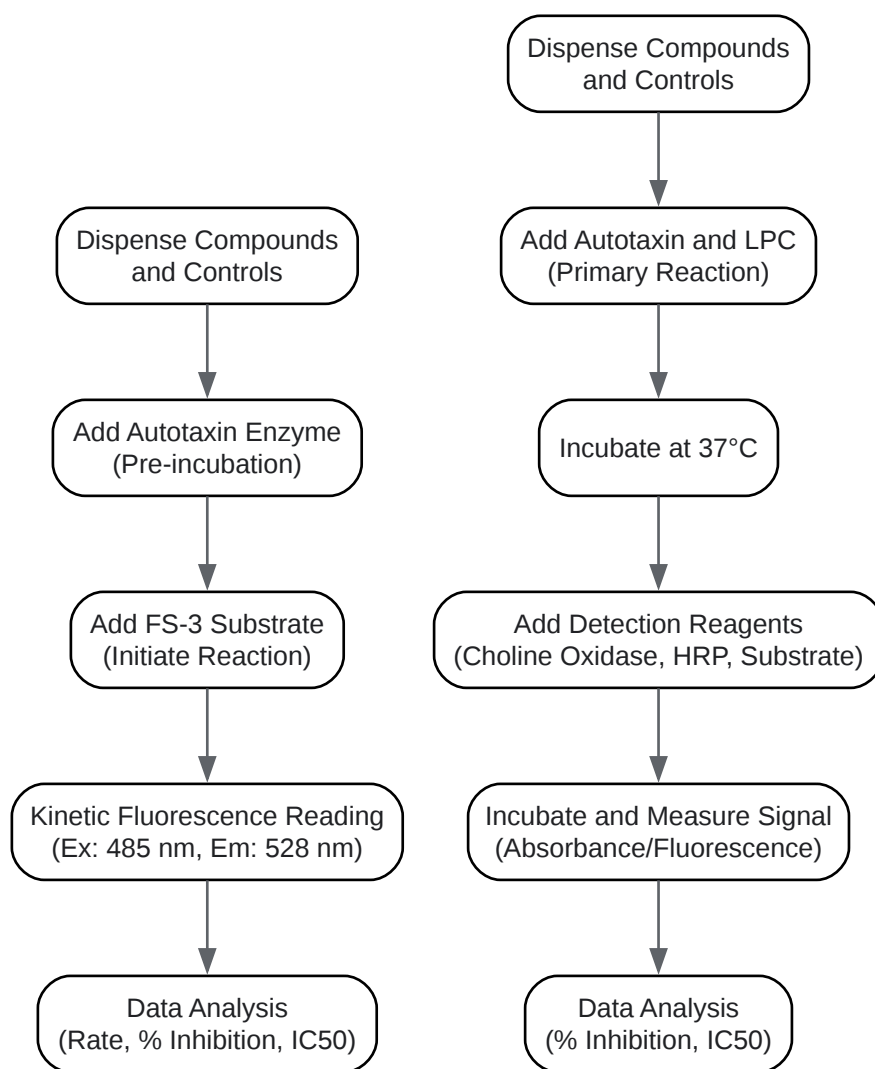 Dispense Compounds
and Controls
Add Autotaxin Enzyme
(Pre-incubation)
Add FS-3 Substrate
(Initiate Reaction)
Kinetic Fluorescence Reading
(Ex: 485 nm, Em: 528 nm)
Data Analysis
(Rate, % Inhibition, IC50)
Dispense Compounds
and Controls
Add Autotaxin and LPC
(Primary Reaction)
Incubate at 37°C
Add Detection Reagents
(Choline Oxidase, HRP, Substrate)
Incubate and Measure Signal
(Absorbance/Fluorescence)
Data Analysis
(% Inhibition, IC50)